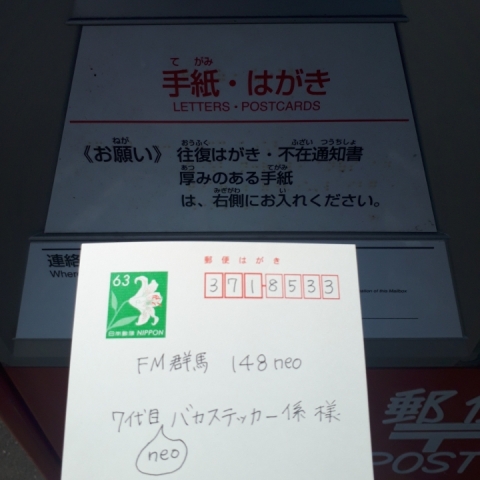 てがみ
手紙・はがき
LETTERS・POSTCARDS
ねが おうふく ふざい つうちしょ
《お願い》 往復はがき・不在通知書
あつ てがみ
厚みのある手紙
みぎがわ い
は、右側にお入れください。
連絡
Where
郵便はがき
63
日本郵便 NIPPON
371-8533
FM群馬 148neo
7代目 バカステッカー係 様
neo
郵便
POST